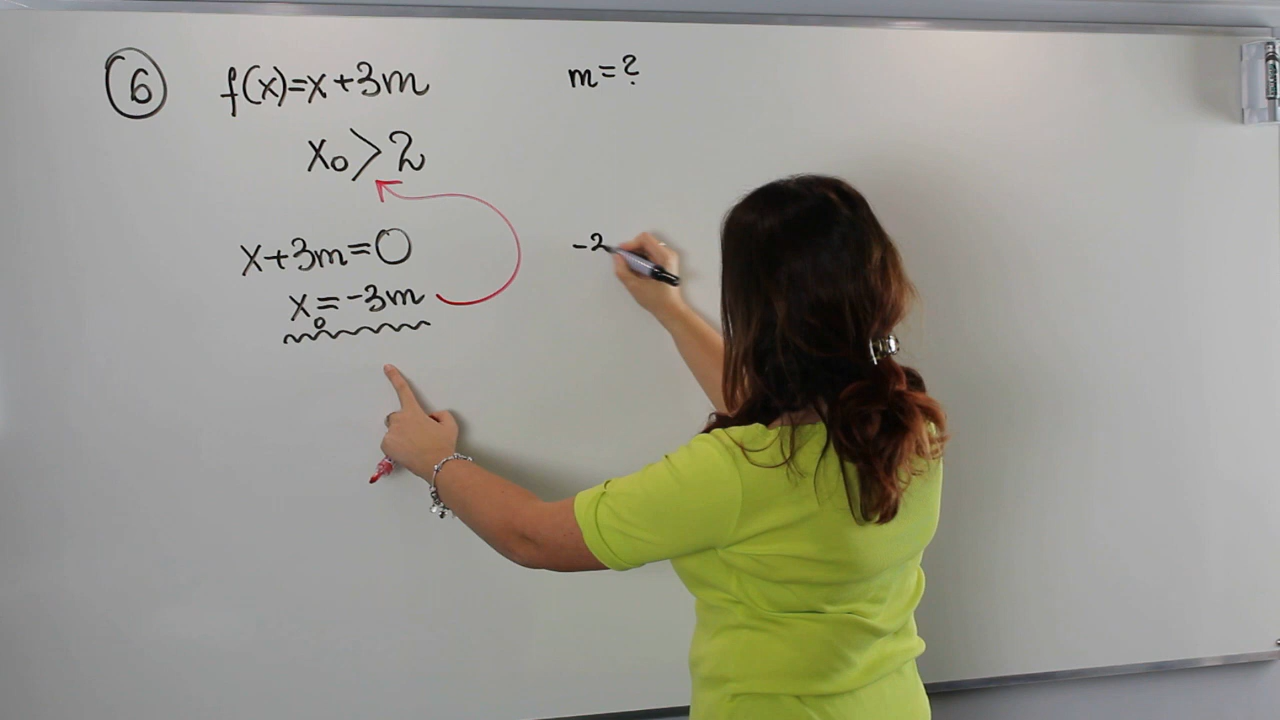 6 f(x)=x+3m
m=?
x₀>2
x+3m=0
x₀=-3m
-2